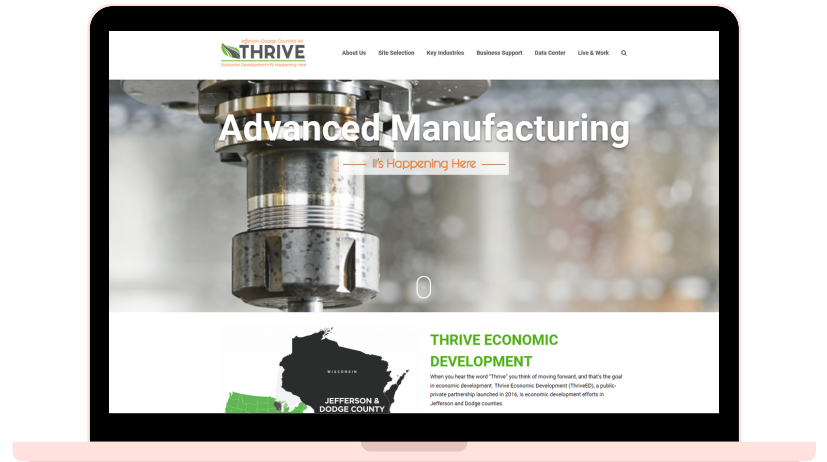 Jefferson-Dodge Counties WI
THRIVE
Economic Development•It's Happening Here
About Us Site Selection Key Industries Business Support Data Center Live & Work
Advanced Manufacturing
It's Happening Here
WISCONSIN
JEFFERSON &
DODGE COUNTY
THRIVE ECONOMIC
DEVELOPMENT
When you hear the word "Thrive" you think of moving forward, and that's the goal
in economic development. Thrive Economic Development (ThriveED), a public-
private partnership launched in 2016, is economic development efforts in
Jefferson and Dodge counties.